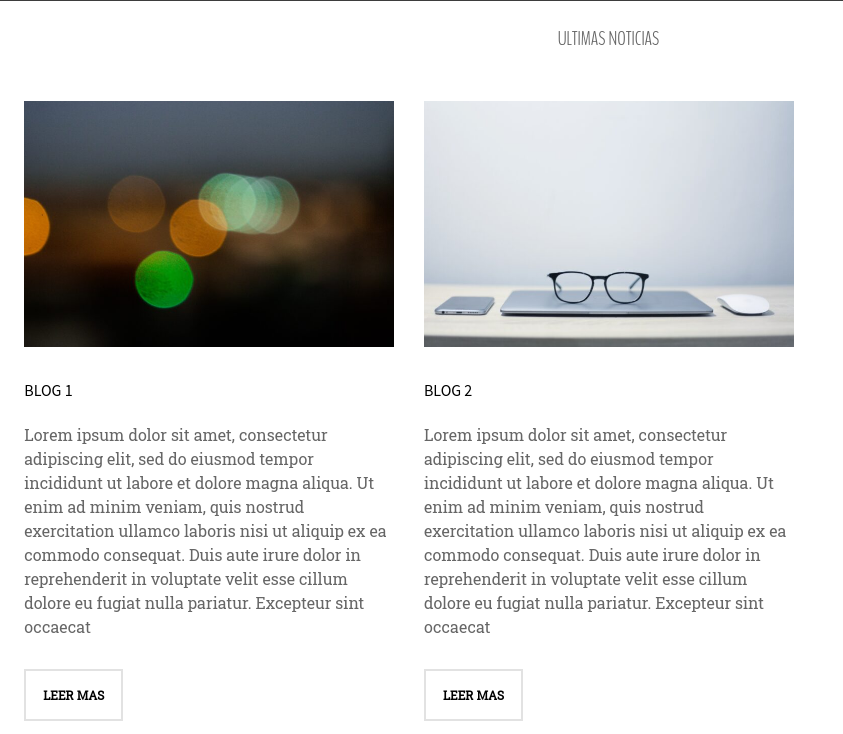 ULTIMAS NOTICIAS
BLOG 1
Lorem ipsum dolor sit amet, consectetur
adipiscing elit, sed do eiusmod tempor
incididunt ut labore et dolore magna aliqua. Ut
enim ad minim veniam, quis nostrud
exercitation ullamco laboris nisi ut aliquip ex ea
commodo consequat. Duis aute irure dolor in
reprehenderit in voluptate velit esse cillum
dolore eu fugiat nulla pariatur. Excepteur sint
occaecat
LEER MAS
BLOG 2
Lorem ipsum dolor sit amet, consectetur
adipiscing elit, sed do eiusmod tempor
incididunt ut labore et dolore magna aliqua. Ut
enim ad minim veniam, quis nostrud
exercitation ullamco laboris nisi ut aliquip ex ea
commodo consequat. Duis aute irure dolor in
reprehenderit in voluptate velit esse cillum
dolore eu fugiat nulla pariatur. Excepteur sint
occaecat
LEER MAS